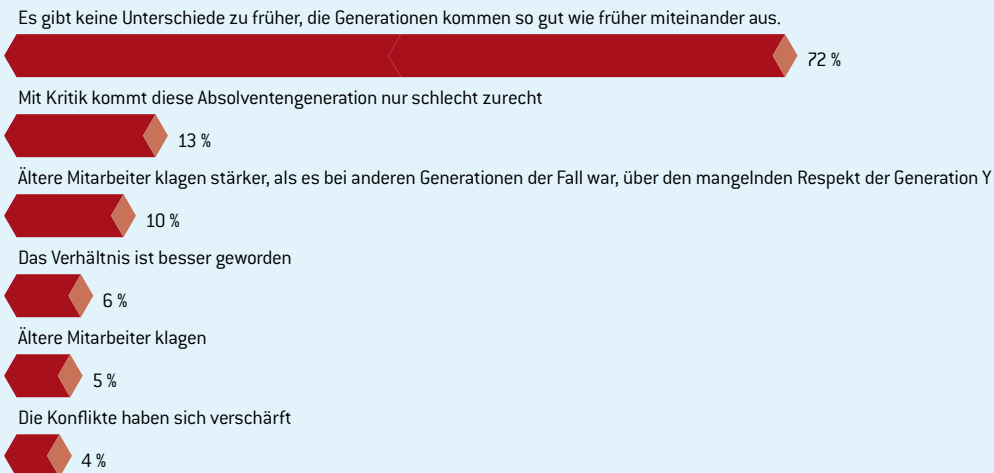 Es gibt keine Unterschiede zu früher, die Generationen kommen so gut wie früher miteinander aus.
72 %
Mit Kritik kommt diese Absolventengeneration nur schlecht zurecht
13 %
Ältere Mitarbeiter klagen stärker, als es bei anderen Generationen der Fall war, über den mangelnden Respekt der Generation Y
10 %
Das Verhältnis ist besser geworden
6 %
Ältere Mitarbeiter klagen
5 %
Die Konflikte haben sich verschärft
4 %